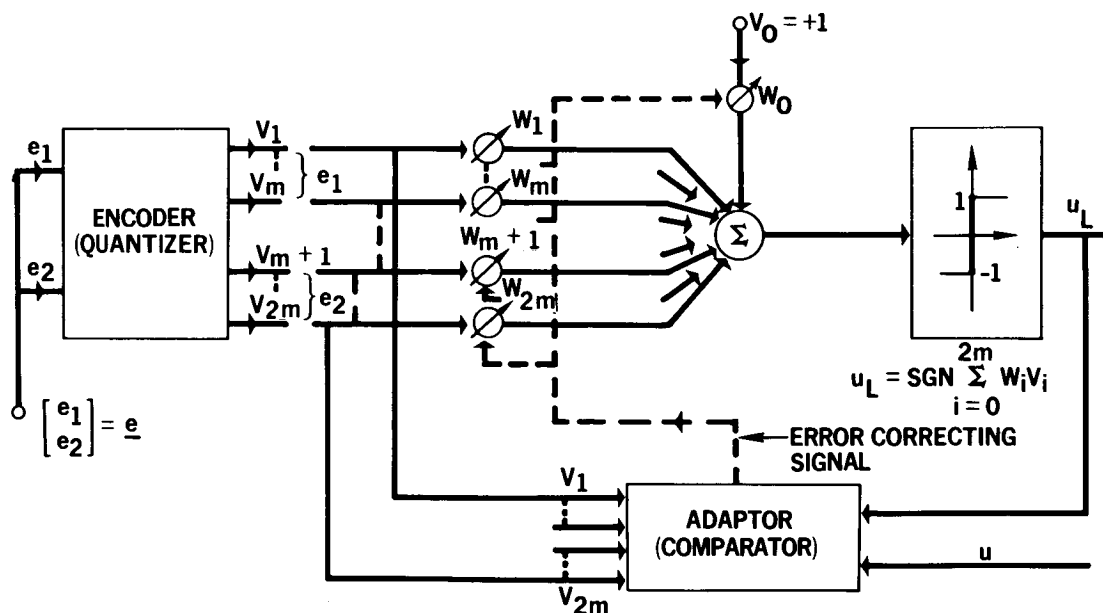 V0 = +1
W0
e1
ENCODER
(QUANTIZER)
e2
V1
Vm
e1
Vm + 1
V2m
e2
W1
Wm
Wm + 1
W2m
Σ
1
-1
uL
uL = SGN 2m Σ i = 0 WiVi
[e1 e2] = e
ERROR CORRECTING
SIGNAL
V1
V2m
ADAPTOR
(COMPARATOR)
u